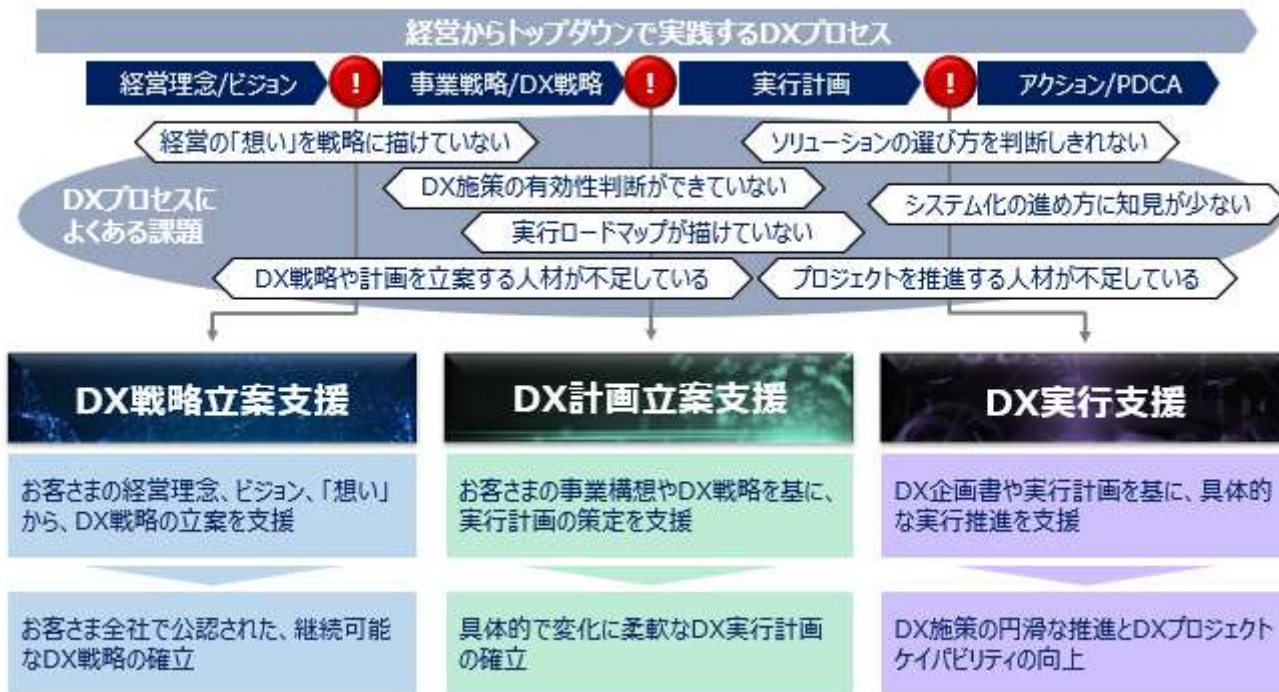 経営からトップダウンで実践するDXプロセス
経営理念/ビジョン
!
事業戦略/DX戦略
!
実行計画
!
アクション/PDCA
経営の「想い」を戦略に描けていない
ソリューションの選び方を判断しきれない
DX施策の有効性判断ができていない
DXプロセスに
よくある課題
システム化の進め方に知見が少ない
実行ロードマップが描けていない
DX戦略や計画を立案する人材が不足している
プロジェクトを推進する人材が不足している
DX戦略立案支援
お客さまの経営理念、ビジョン、「想い」
から、DX戦略の立案を支援
お客さま全社で公認された、継続可能
なDX戦略の確立
DX計画立案支援
お客さまの事業構想やDX戦略を基に、
実行計画の策定を支援
具体的で変化に柔軟なDX実行計画
の確立
DX実行支援
DX企画書や実行計画を基に、具体的
な実行推進を支援
DX施策の円滑な推進とDXプロジェクト
ケイパビリティの向上